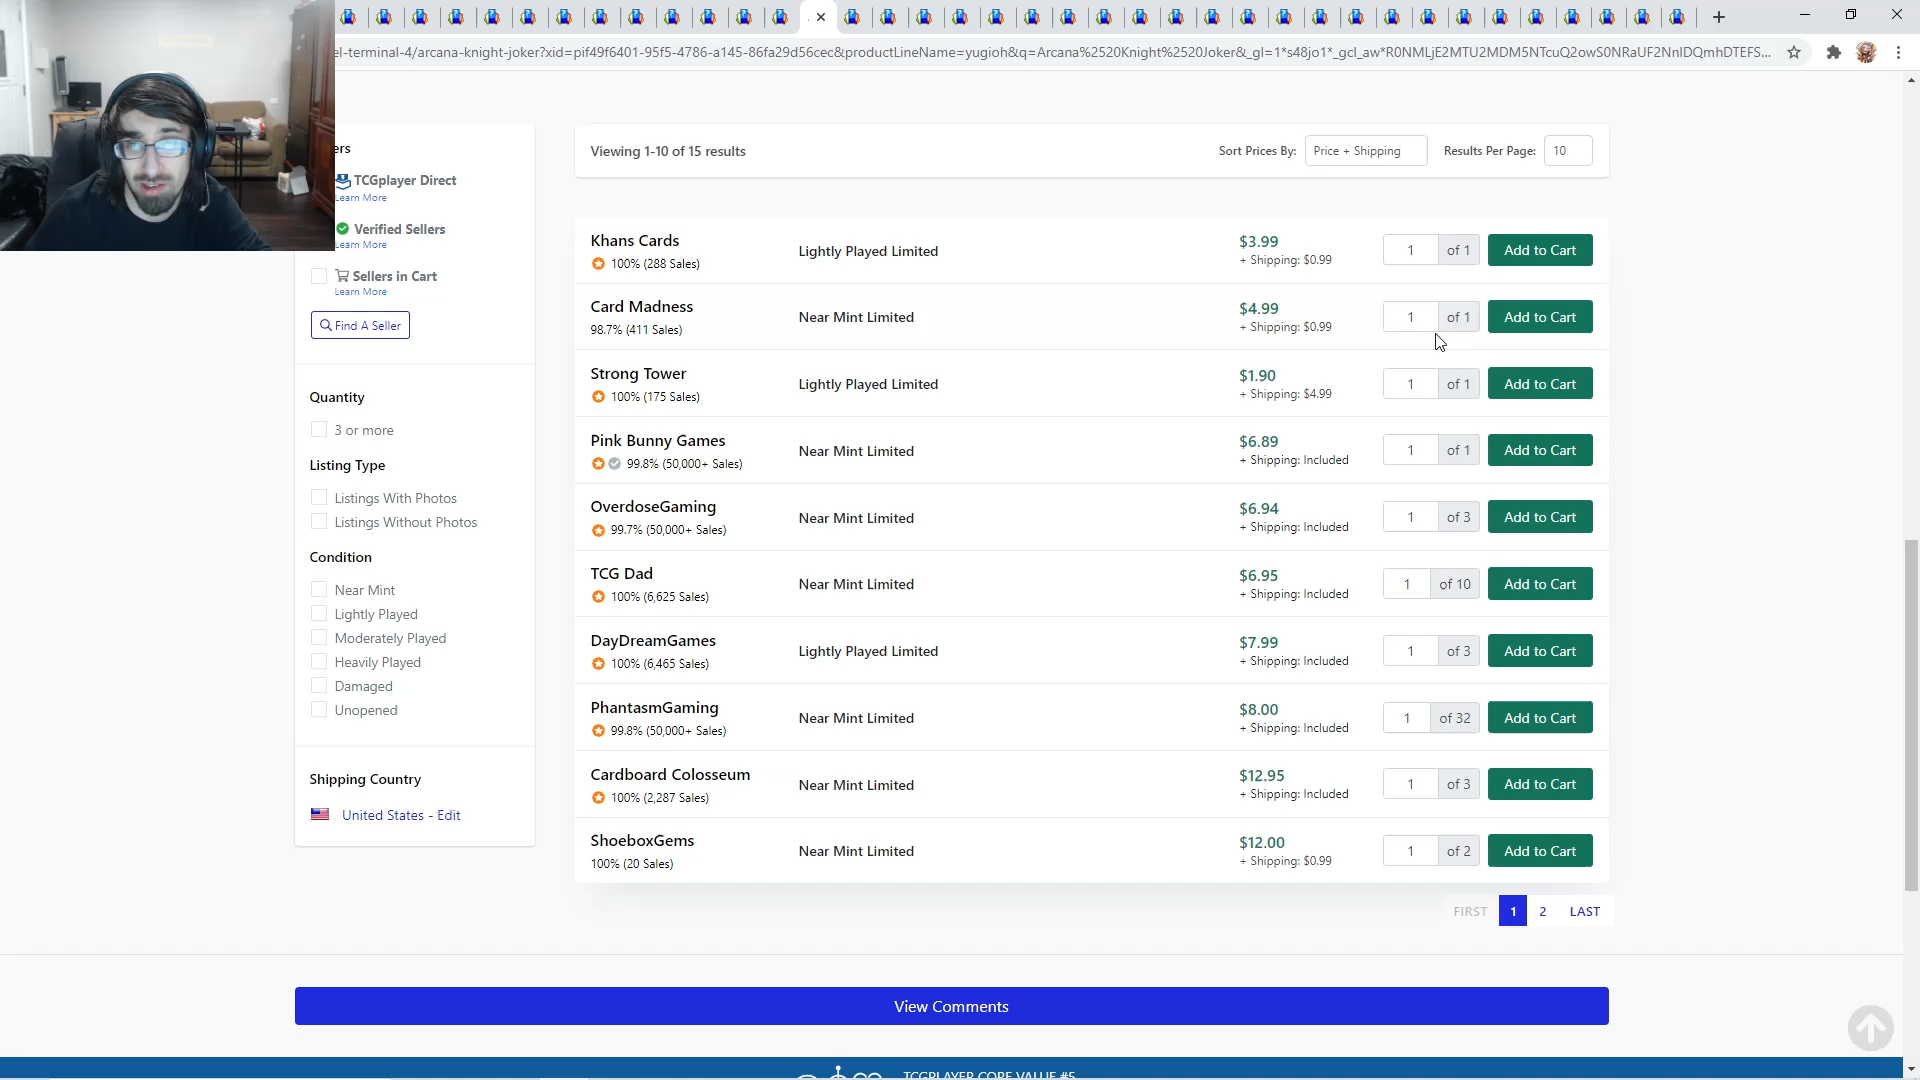 el-terminal-4/arcana-knight-joker?xid=pif49f6401-95f5-4786-a145-86fa29d56cec&productLineName=yugioh&q=Arcana%2520Knight%2520Joker&_gl=1*s48jo1*_gcl_aw*R0NMLjE2MTU2MDM5NTcuQ2owS0NRaUF2NnlDQmhDTEFS...
ers
TCGplayer Direct
Learn More
Verified Sellers
Learn More
Sellers in Cart
Learn More
Find A Seller
Quantity
3 or more
Listing Type
Listings With Photos
Listings Without Photos
Condition
Near Mint
Lightly Played
Moderately Played
Heavily Played
Damaged
Unopened
Shipping Country
United States - Edit
Viewing 1-10 of 15 results
Sort Prices By: Price + Shipping Results Per Page: 10
Khans Cards
100% (288 Sales)
Lightly Played Limited
$3.99
+ Shipping: $0.99
1 of 1 Add to Cart
Card Madness
98.7% (411 Sales)
Near Mint Limited
$4.99
+ Shipping: $0.99
1 of 1 Add to Cart
Strong Tower
100% (175 Sales)
Lightly Played Limited
$1.90
+ Shipping: $4.99
1 of 1 Add to Cart
Pink Bunny Games
99.8% (50,000+ Sales)
Near Mint Limited
$6.89
+ Shipping: Included
1 of 1 Add to Cart
OverdoseGaming
99.7% (50,000+ Sales)
Near Mint Limited
$6.94
+ Shipping: Included
1 of 3 Add to Cart
TCG Dad
100% (6,625 Sales)
Near Mint Limited
$6.95
+ Shipping: Included
1 of 10 Add to Cart
DayDreamGames
100% (6,465 Sales)
Lightly Played Limited
$7.99
+ Shipping: Included
1 of 3 Add to Cart
PhantasmGaming
99.8% (50,000+ Sales)
Near Mint Limited
$8.00
+ Shipping: Included
1 of 32 Add to Cart
Cardboard Colosseum
100% (2,287 Sales)
Near Mint Limited
$12.95
+ Shipping: Included
1 of 3 Add to Cart
ShoeboxGems
100% (20 Sales)
Near Mint Limited
$12.00
+ Shipping: $0.99
1 of 2 Add to Cart
FIRST 1 2 LAST
View Comments
TCGPLAYER CORE VALUE #5